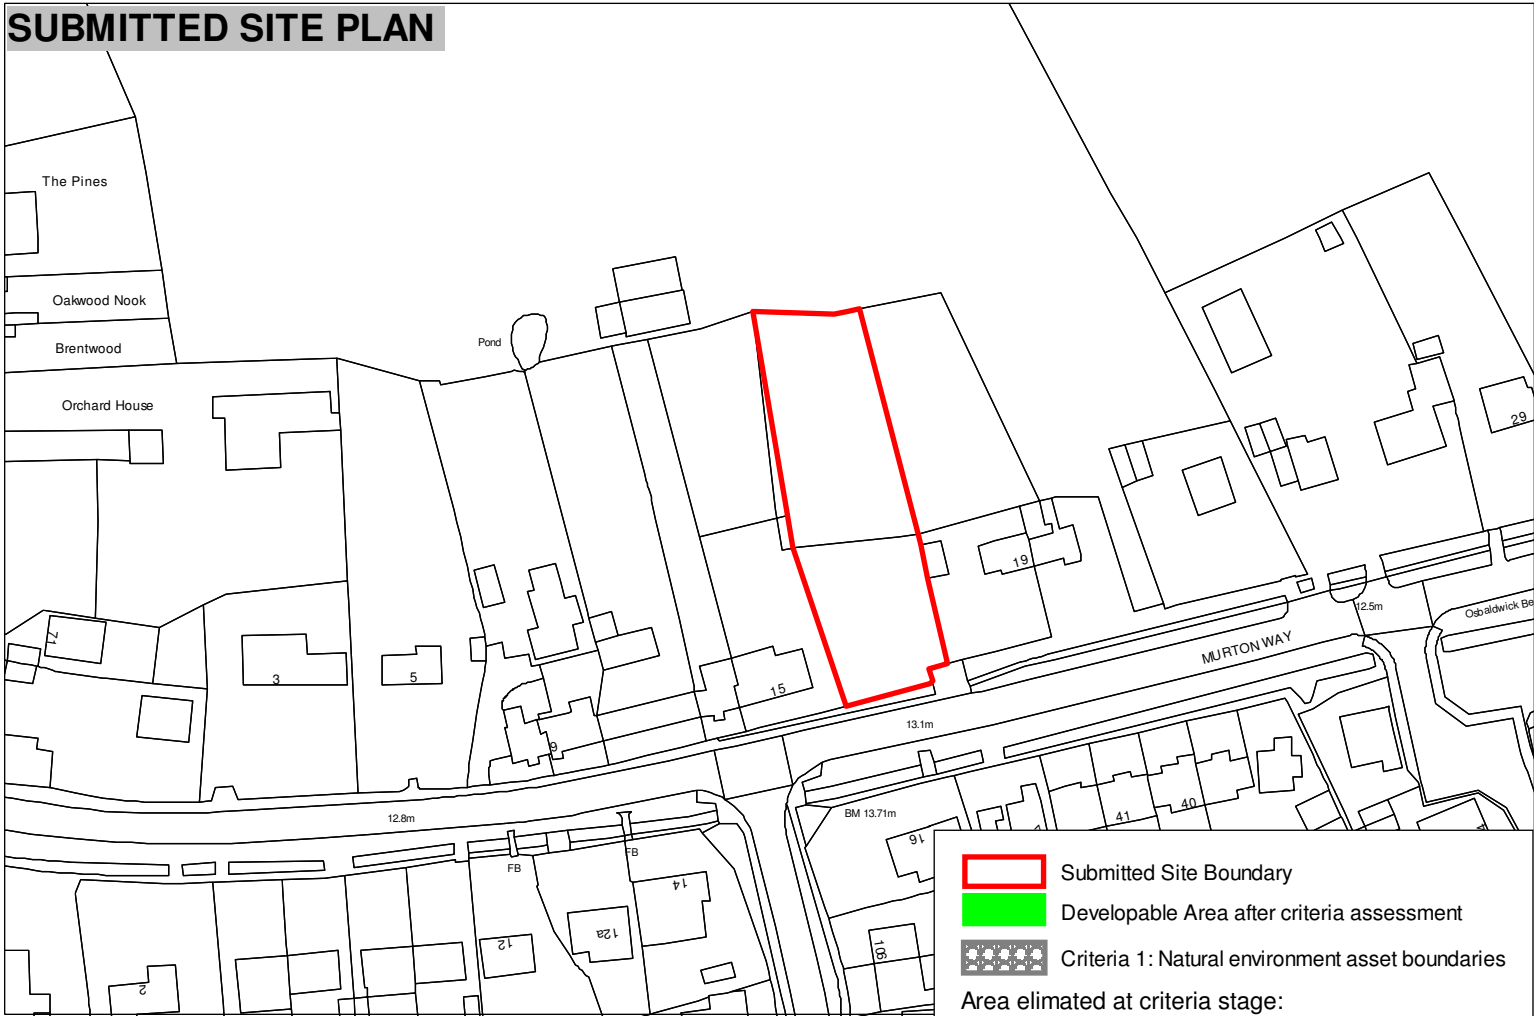 SUBMITTED SITE PLAN
The Pines
Oakwood Nook
Brentwood
Orchard House
Pond
29
19
71
3
5
15
9
MURTON WAY
12.5m
Osbaldwick Be
13.1m
12.8m
BM 13.71m
FB
FB
16
41
40
14
12
12a
106
2
Submitted Site Boundary
Developable Area after criteria assessment
Criteria 1: Natural environment asset boundaries
Area elimated at criteria stage: